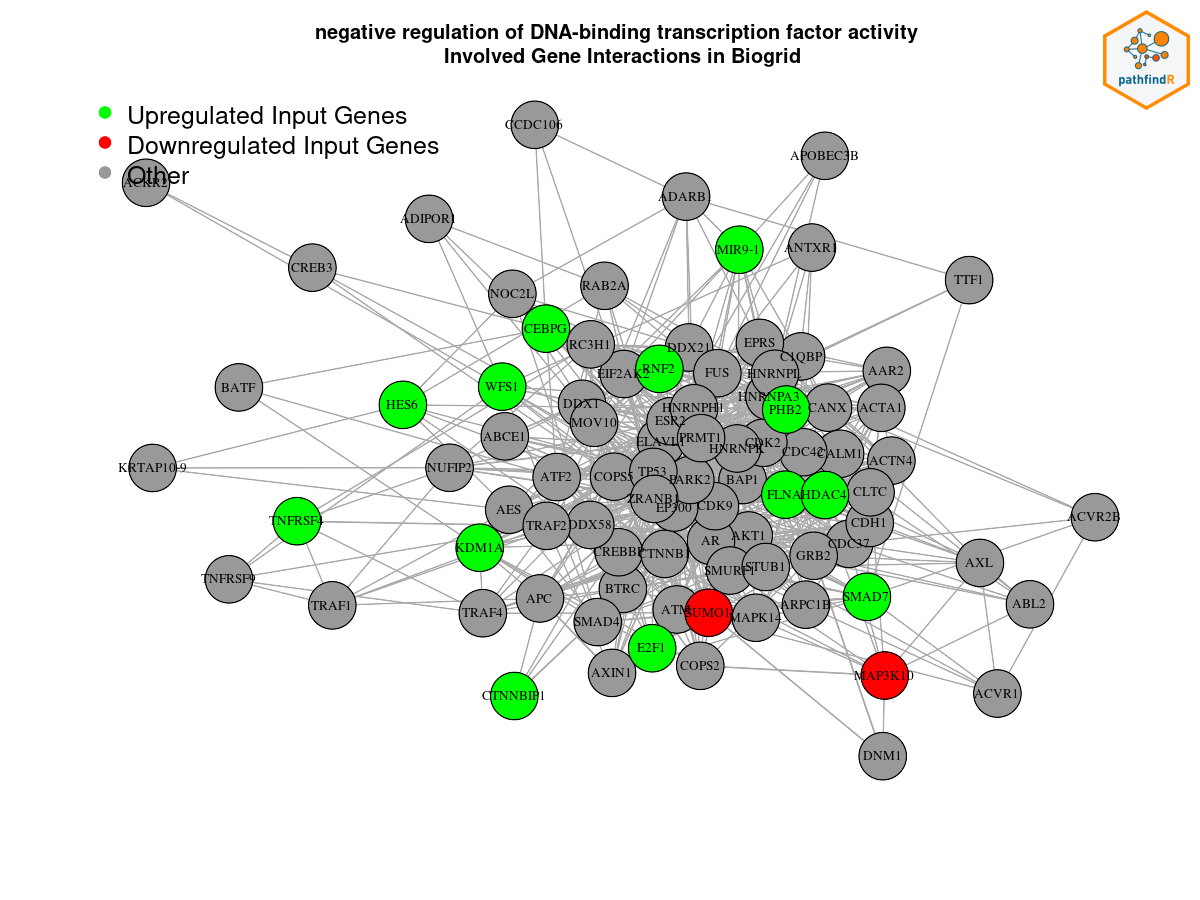 negative regulation of DNA-binding transcription factor activity
Involved Gene Interactions in Biogrid
pathfindR
Upregulated Input Genes
Downregulated Input Genes
Other
CCDC106
APOBEC3B
ACKR2
ADARB
ADIPOR1
MIR9-1
ANTXR1
CREB3
TTF1
NOC2L
RAB2A
CEBPG
RC3H1
DDX21
EPRS
C1QBP
EIF2AK2
RNF2
FUS
HNRNPL
AAR2
BATF
WFS1
HES6
DDX1
HNRNPH1
HNRNPA3
PHB2
CANX
ACTA1
MOV10
ESR2
ABCE1
ELAVL1
PRMT1
HNRNPK
CDK2
CDC42
CALM1
ACTN4
KRTAP10-9
NUFIP2
ATF2
COPS5
TP53
PARK2
BAP1
FLNA
HDAC4
CLTC
ZRANB1
EP300
CDK9
AES
TNFRSF4
TRAF2
DDX58
CDH1
ACVR2B
KDM1A
CREBBP
CTNNB1
AR
AKT1
CDC37
GRB2
AXL
SMURF1
STUB1
TNFRSF9
TRAF1
TRAF4
APC
BTRC
SMAD4
ATM
SUMO1
MAPK14
ARPC1B
SMAD7
ABL2
E2F1
AXIN1
COPS2
MAP3K10
ACVR1
CTNNBIP1
DNM1